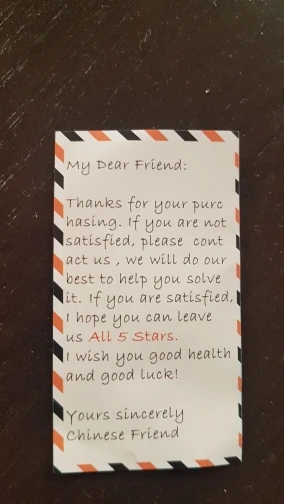 My Dear Friend:
Thanks for your purc
hasing. If you are not
satisfied, please cont
act us , we will do our
best to help you solve
it. If you are satisfied,
I hope you can leave
us All 5 Stars.
I wish you good health
and good luck!
Yours sincerely
Chinese Friend